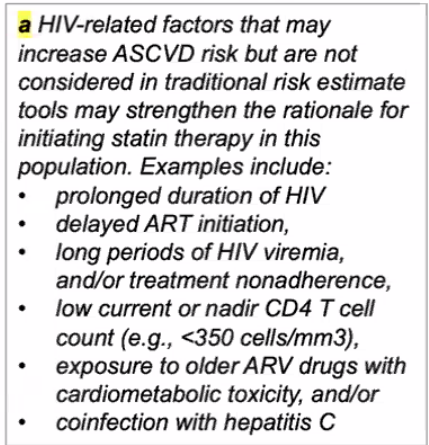 a HIV-related factors that may
increase ASCVD risk but are not
considered in traditional risk estimate
tools may strengthen the rationale for
initiating statin therapy in this
population. Examples include:
• prolonged duration of HIV
• delayed ART initiation,
• long periods of HIV viremia,
and/or treatment nonadherence,
• low current or nadir CD4 T cell
count (e.g., <350 cells/mm3),
• exposure to older ARV drugs with
cardiometabolic toxicity, and/or
• coinfection with hepatitis C